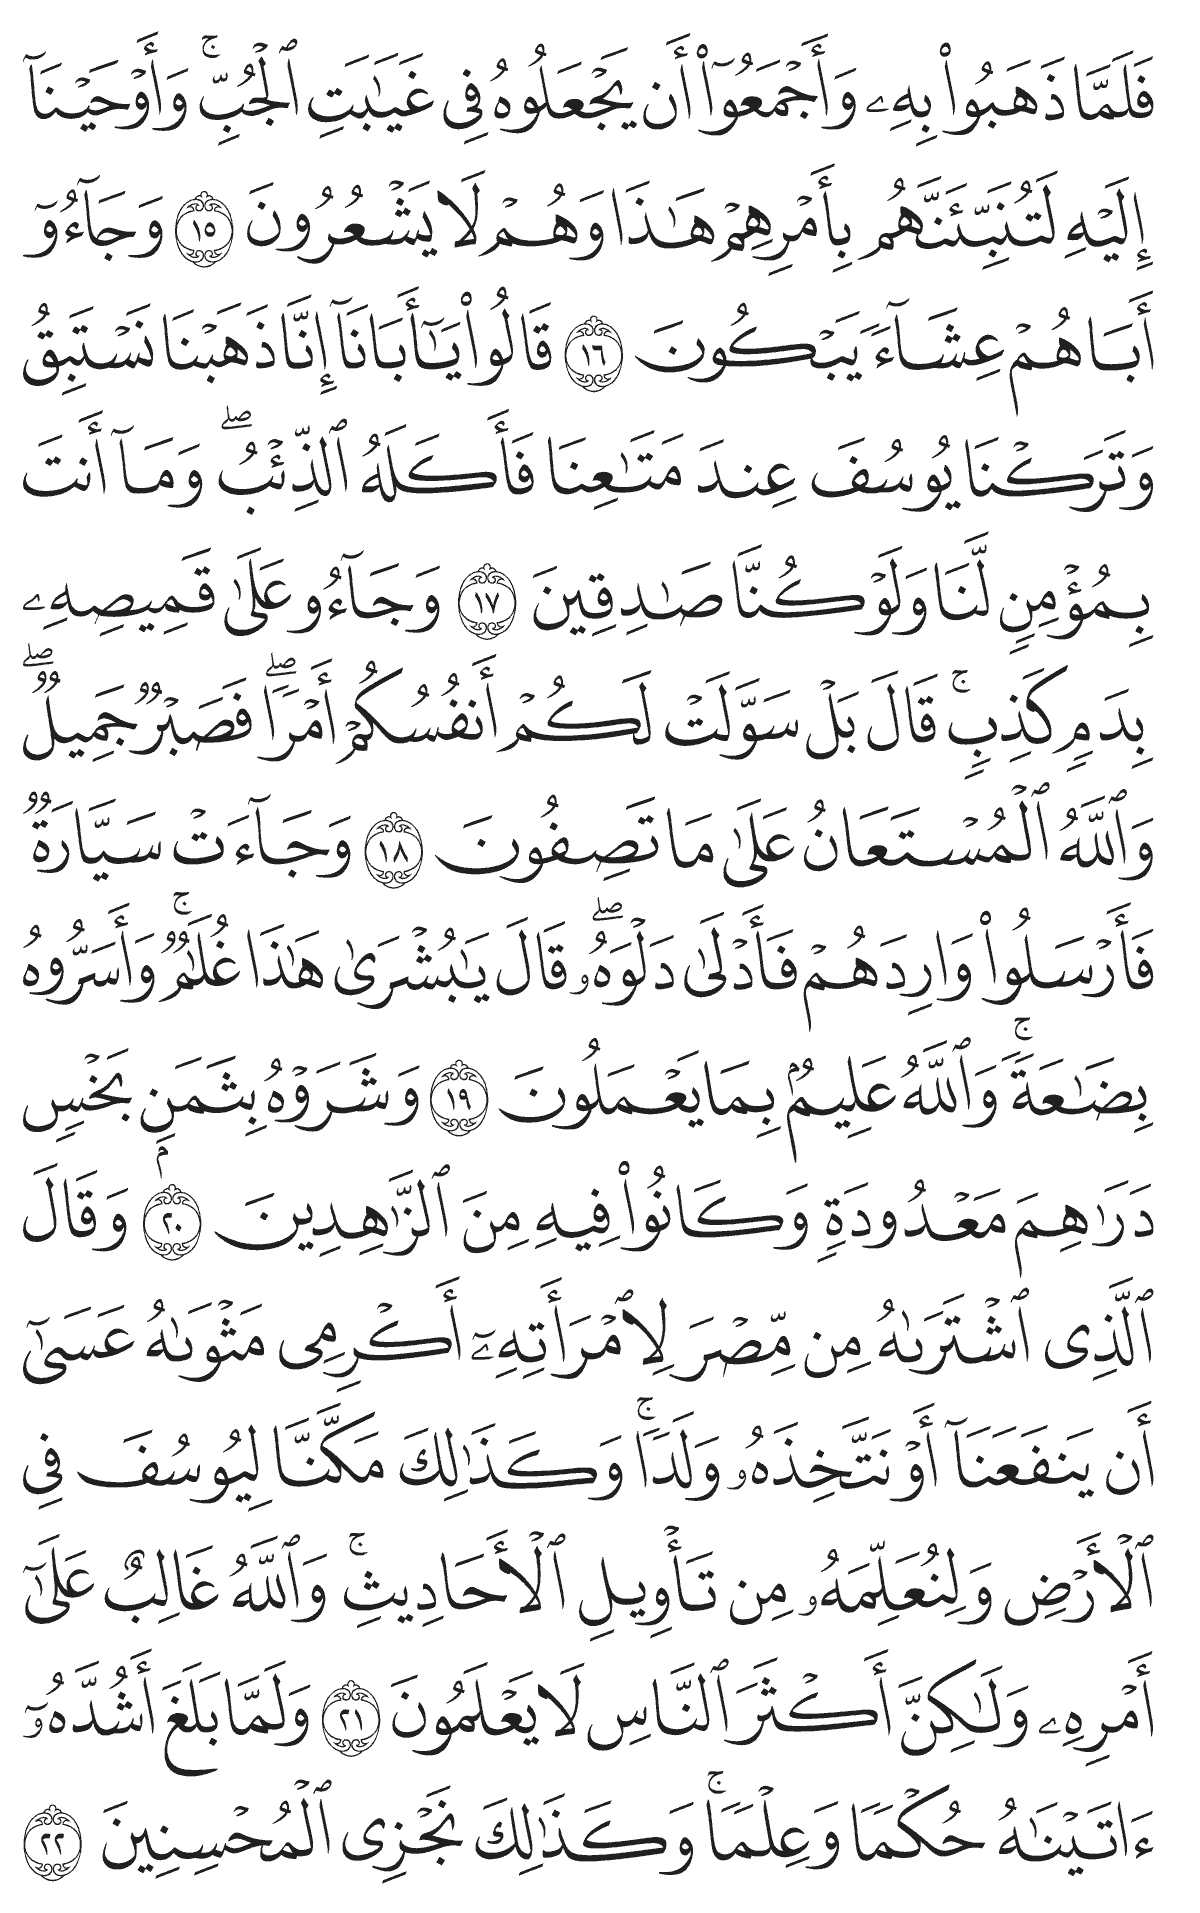 فَلَمَّا ذَهَبُوا۟ بِهِۦ وَأَجْمَعُوٓا۟ أَن يَجْعَلُوهُ فِى غَيَـٰبَتِ ٱلْجُبِّ ۚ وَأَوْحَيْنَآ
إِلَيْهِ لَتُنَبِّئَنَّهُم بِأَمْرِهِمْ هَـٰذَا وَهُمْ لَا يَشْعُرُونَ ١٥ وَجَآءُوٓ
أَبَاهُمْ عِشَآءً يَبْكُونَ ١٦ قَالُوا۟ يَـٰٓأَبَانَآ إِنَّا ذَهَبْنَا نَسْتَبِقُ
وَتَرَكْنَا يُوسُفَ عِندَ مَتَـٰعِنَا فَأَكَلَهُ ٱلذِّئْبُ ۖ وَمَآ أَنتَ
بِمُؤْمِنٍ لَّنَا وَلَوْ كُنَّا صَـٰدِقِينَ ١٧ وَجَآءُو عَلَىٰ قَمِيصِهِۦ
بِدَمٍ كَذِبٍ ۚ قَالَ بَلْ سَوَّلَتْ لَكُمْ أَنفُسُكُمْ أَمْرًا ۖ فَصَبْرٌ جَمِيلٌ ۖ
وَٱللَّهُ ٱلْمُسْتَعَانُ عَلَىٰ مَا تَصِفُونَ ١٨ وَجَآءَتْ سَيَّارَةٌ
فَأَرْسَلُوا۟ وَارِدَهُمْ فَأَدْلَىٰ دَلْوَهُۥ ۖ قَالَ يَـٰبُشْرَىٰ هَـٰذَا غُلَـٰمٌ ۚ وَأَسَرُّوهُ
بِضَـٰعَةً ۚ وَٱللَّهُ عَلِيمٌۢ بِمَا يَعْمَلُونَ ١٩ وَشَرَوْهُ بِثَمَنٍۭ بَخْسٍ
دَرَٰهِمَ مَعْدُودَةٍ وَكَانُوا۟ فِيهِ مِنَ ٱلزَّٰهِدِينَ ٢٠ وَقَالَ
ٱلَّذِى ٱشْتَرَىٰهُ مِن مِّصْرَ لِٱمْرَأَتِهِۦٓ أَكْرِمِى مَثْوَىٰهُ عَسَىٰٓ
أَن يَنفَعَنَآ أَوْ نَتَّخِذَهُۥ وَلَدًا ۚ وَكَذَٰلِكَ مَكَّنَّا لِيُوسُفَ فِى
ٱلْأَرْضِ وَلِنُعَلِّمَهُۥ مِن تَأْوِيلِ ٱلْأَحَادِيثِ ۚ وَٱللَّهُ غَالِبٌ عَلَىٰٓ
أَمْرِهِۦ وَلَـٰكِنَّ أَكْثَرَ ٱلنَّاسِ لَا يَعْلَمُونَ ٢١ وَلَمَّا بَلَغَ أَشُدَّهُۥٓ
ءَاتَيْنَـٰهُ حُكْمًا وَعِلْمًا ۚ وَكَذَٰلِكَ نَجْزِى ٱلْمُحْسِنِينَ ٢٢